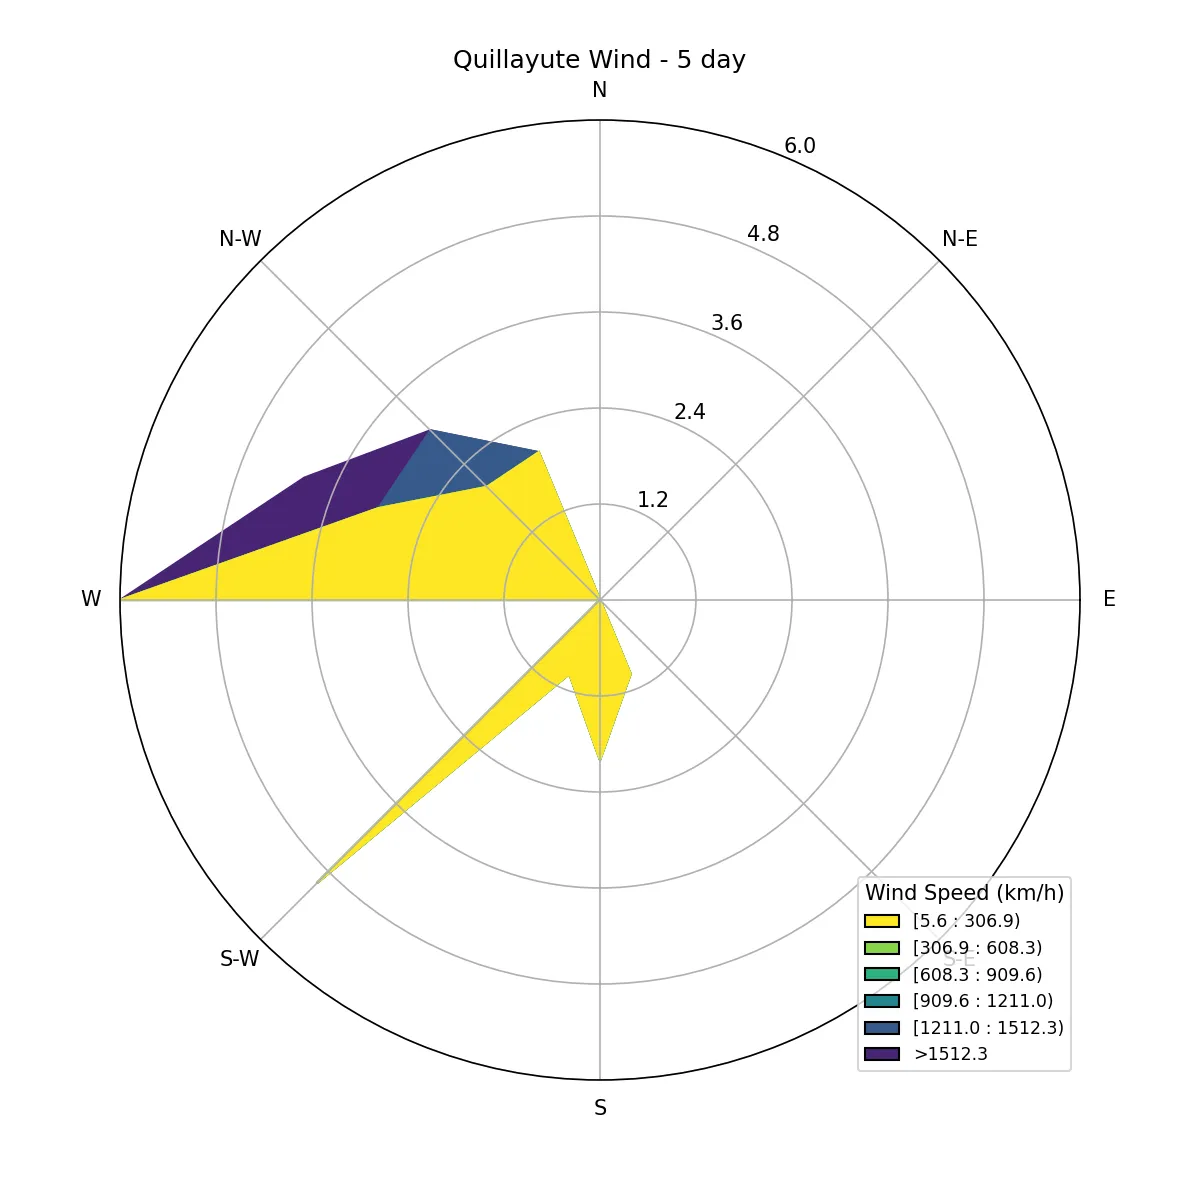 Quillayute Wind - 5 day
N
6.0
4.8
N-W
N-E
3.6
2.4
1.2
W
E
S-W
S-E
S
Wind Speed (km/h)
[5.6 : 306.9)
[306.9 : 608.3)
[608.3 : 909.6)
[909.6 : 1211.0)
[1211.0 : 1512.3)
>1512.3